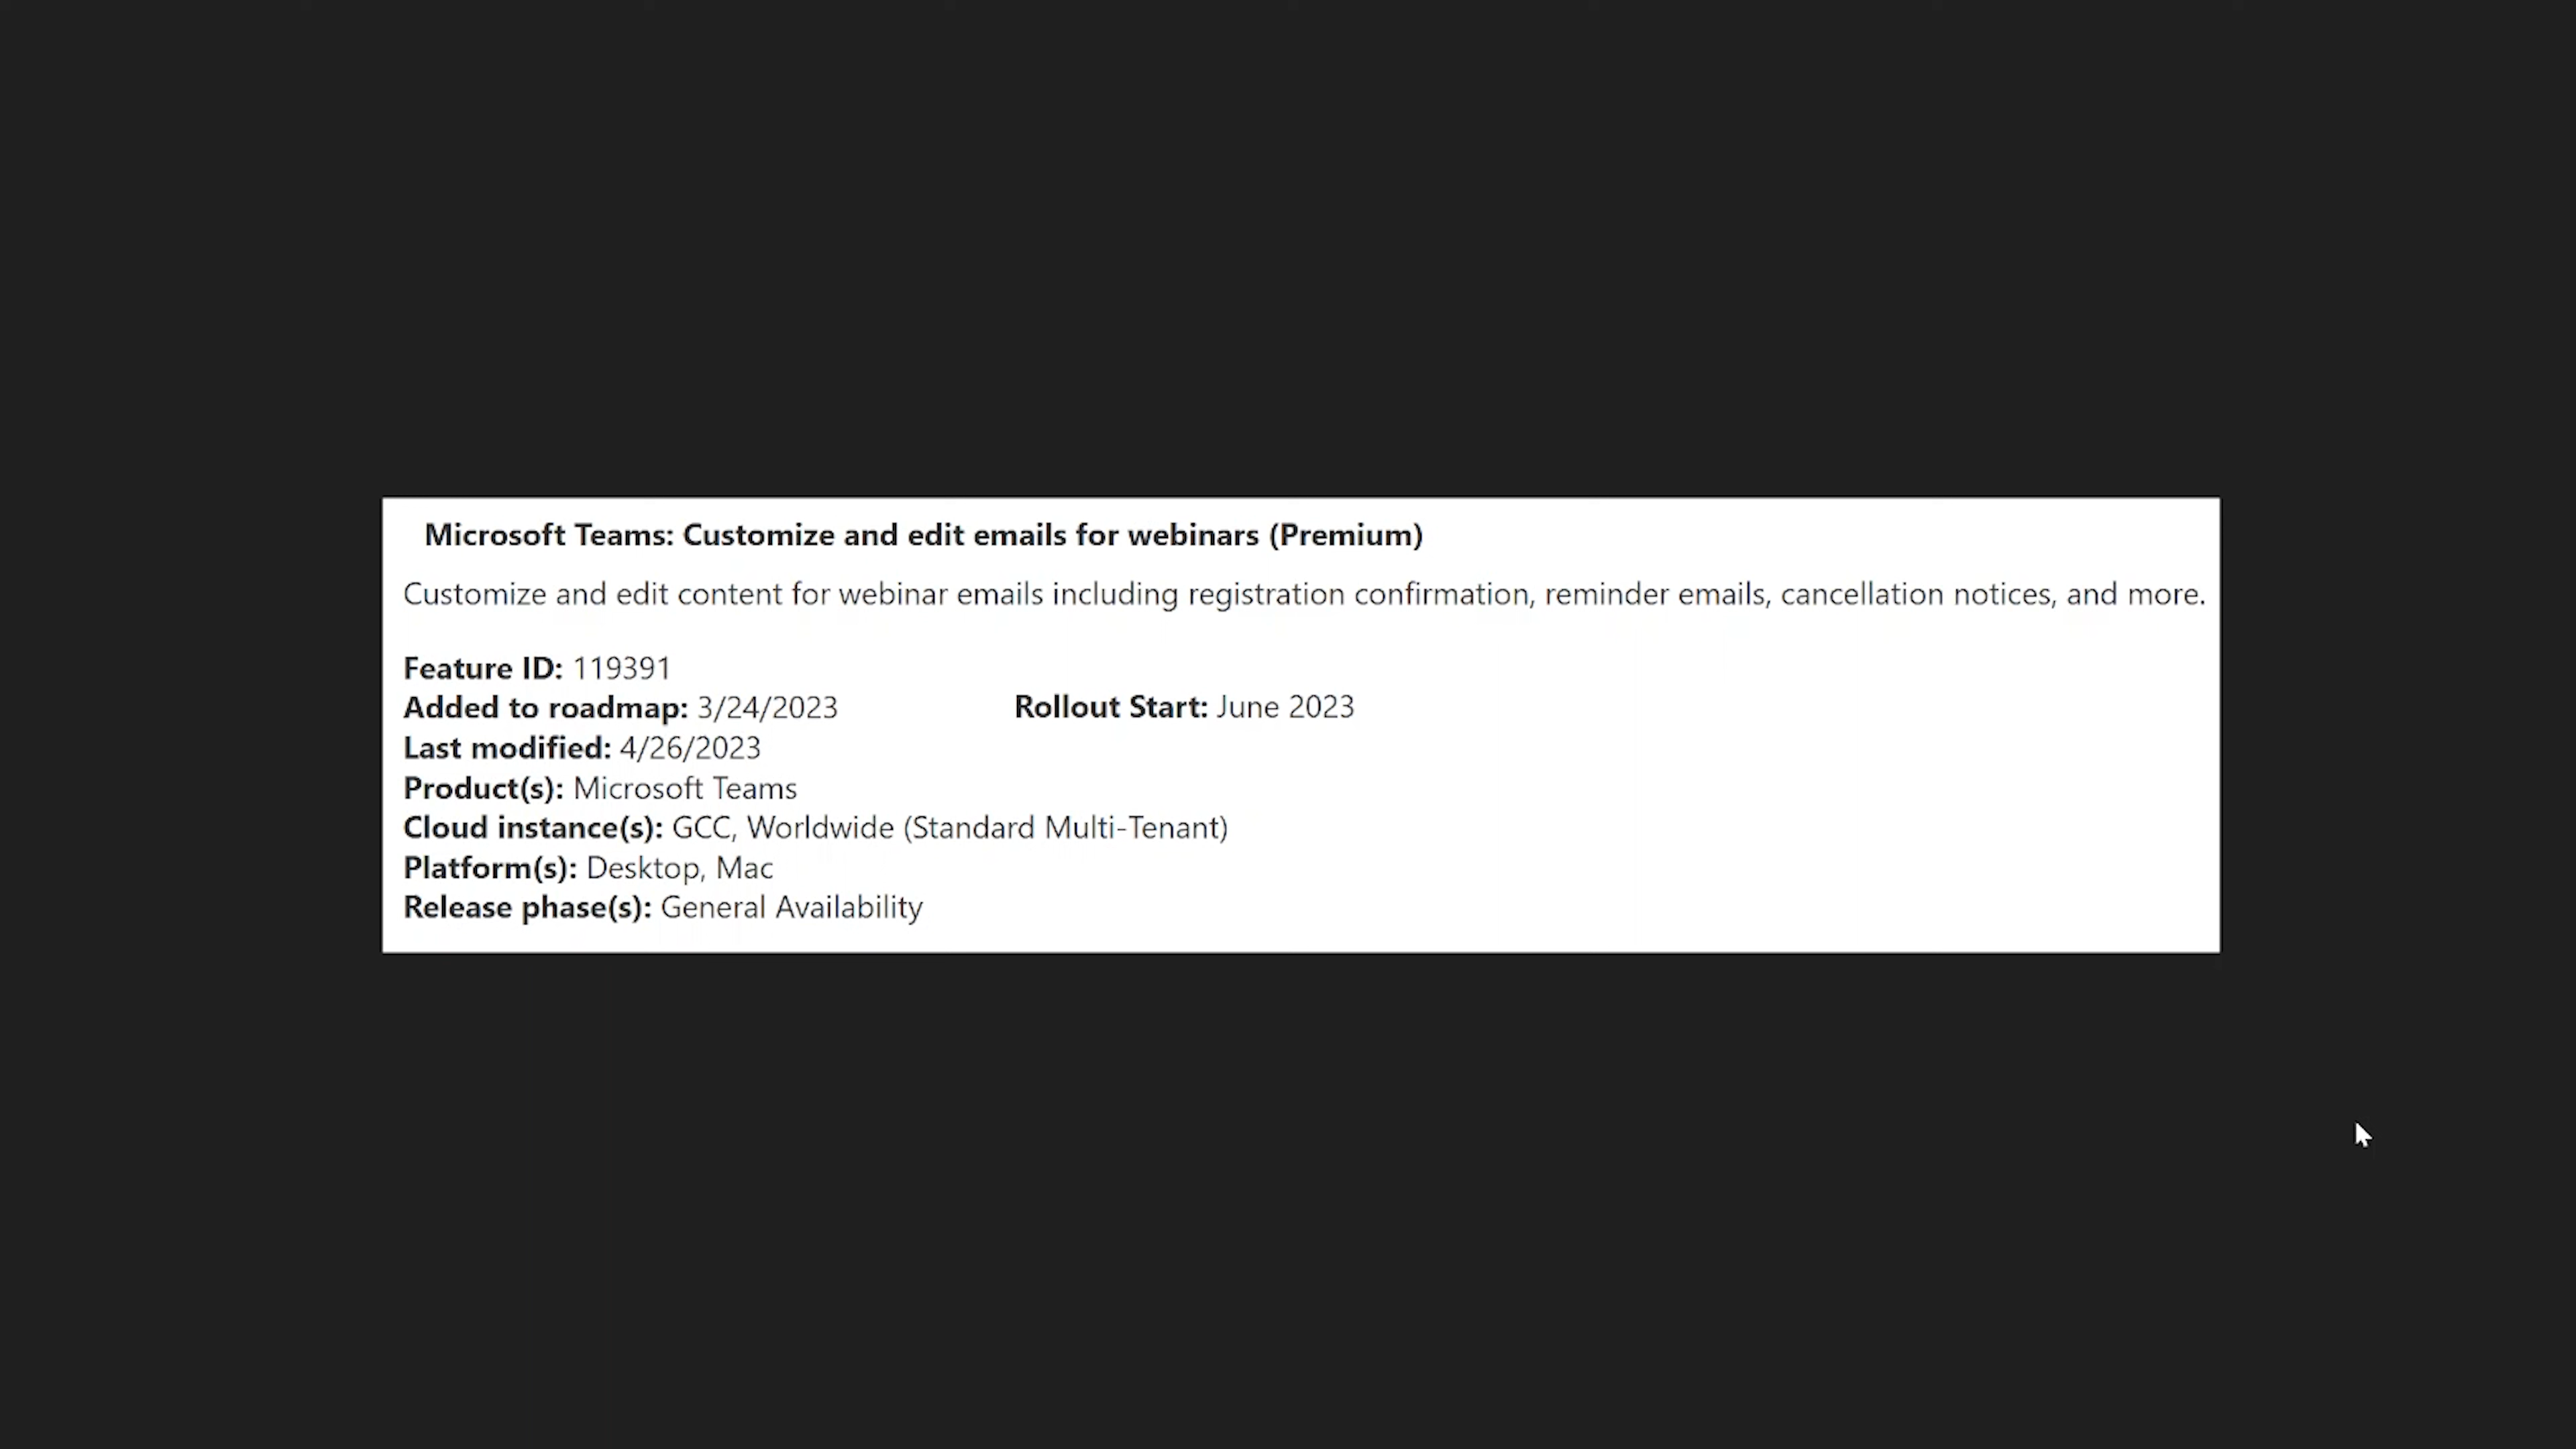 Microsoft Teams: Customize and edit emails for webinars (Premium)
Customize and edit content for webinar emails including registration confirmation, reminder emails, cancellation notices, and more.
Feature ID: 119391
Added to roadmap: 3/24/2023 Rollout Start: June 2023
Last modified: 4/26/2023
Product(s): Microsoft Teams
Cloud instance(s): GCC, Worldwide (Standard Multi-Tenant)
Platform(s): Desktop, Mac
Release phase(s): General Availability